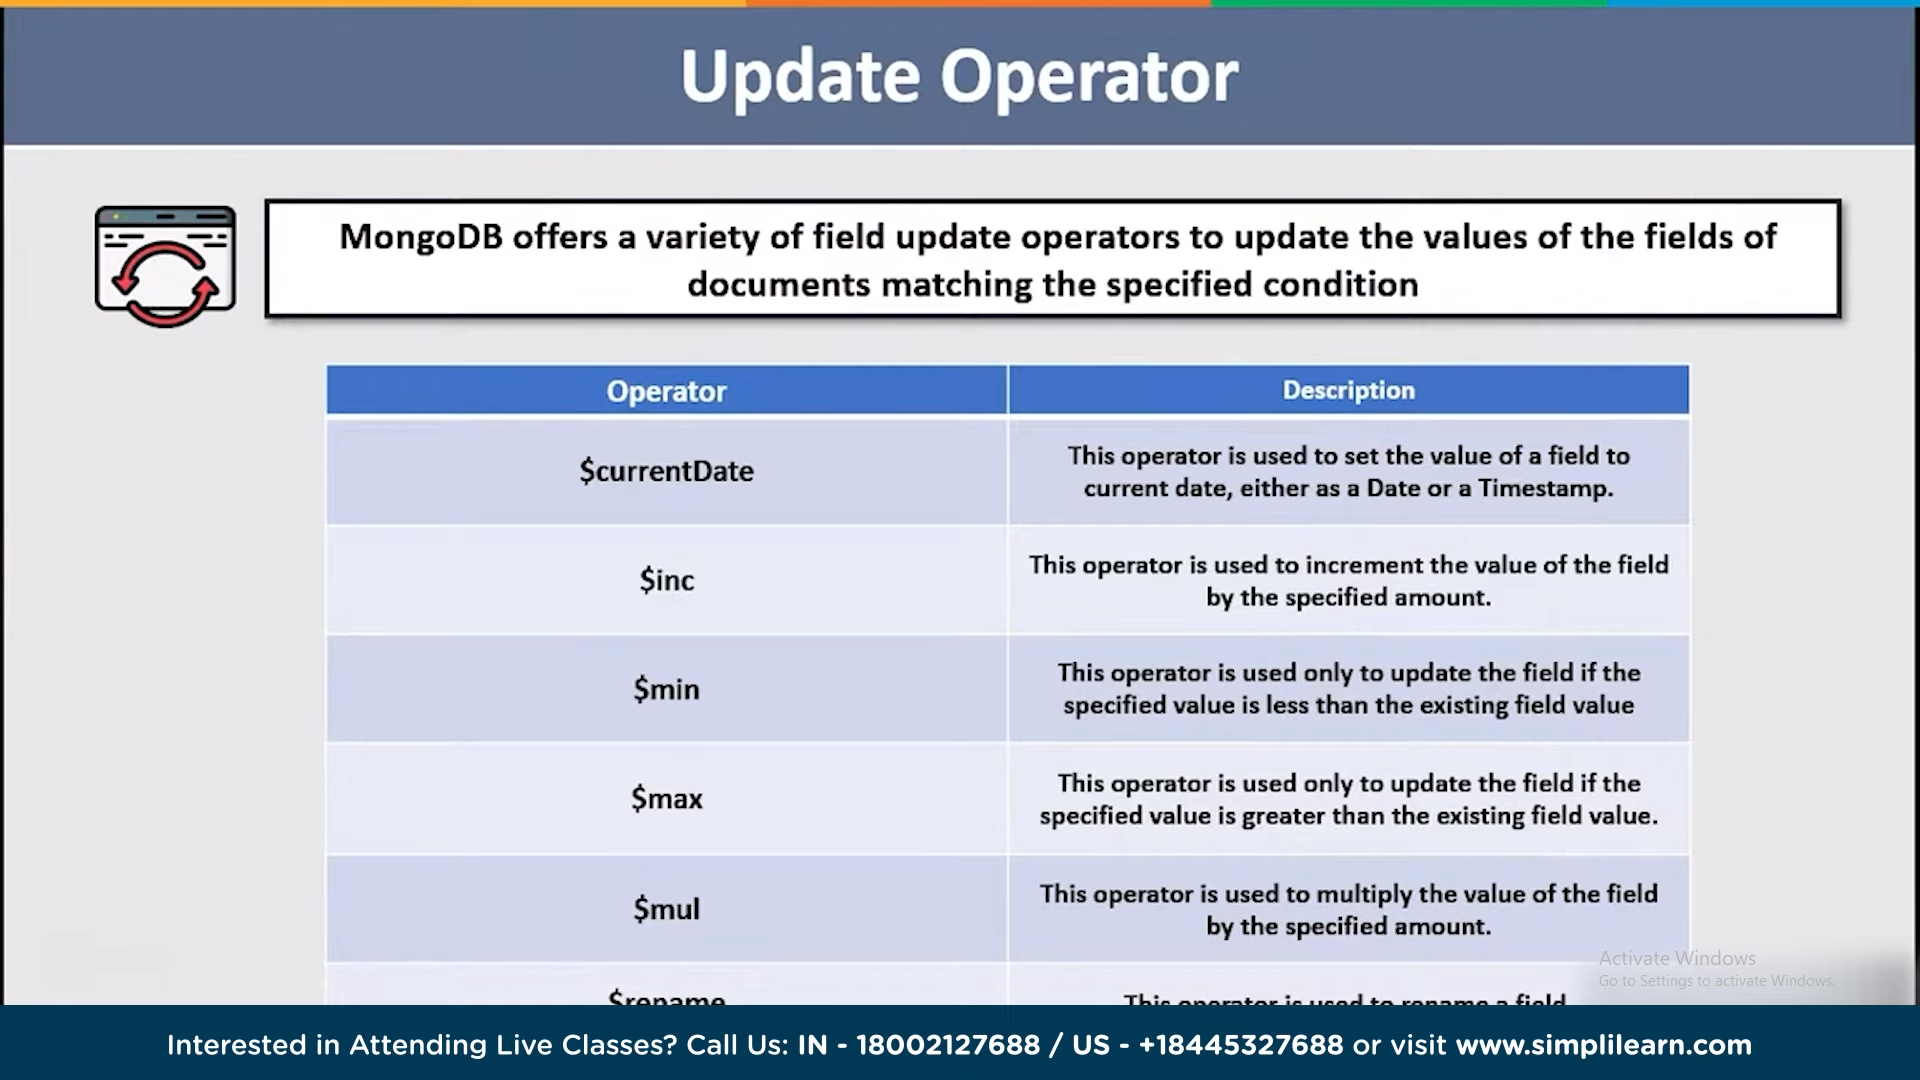 Update Operator
MongoDB offers a variety of field update operators to update the values of the fields of
documents matching the specified condition
Operator
Description
$currentDate
This operator is used to set the value of a field to
current date, either as a Date or a Timestamp.
$inc
This operator is used to increment the value of the field
by the specified amount.
$min
This operator is used only to update the field if the
specified value is less than the existing field value
$max
This operator is used only to update the field if the
specified value is greater than the existing field value.
$mul
This operator is used to multiply the value of the field
by the specified amount.
$rename
This operator is used to rename a field
Activate Windows
Go to Settings to activate Windows.
Interested in Attending Live Classes? Call Us: IN - 18002127688 / US - +18445327688 or visit www.simplilearn.com